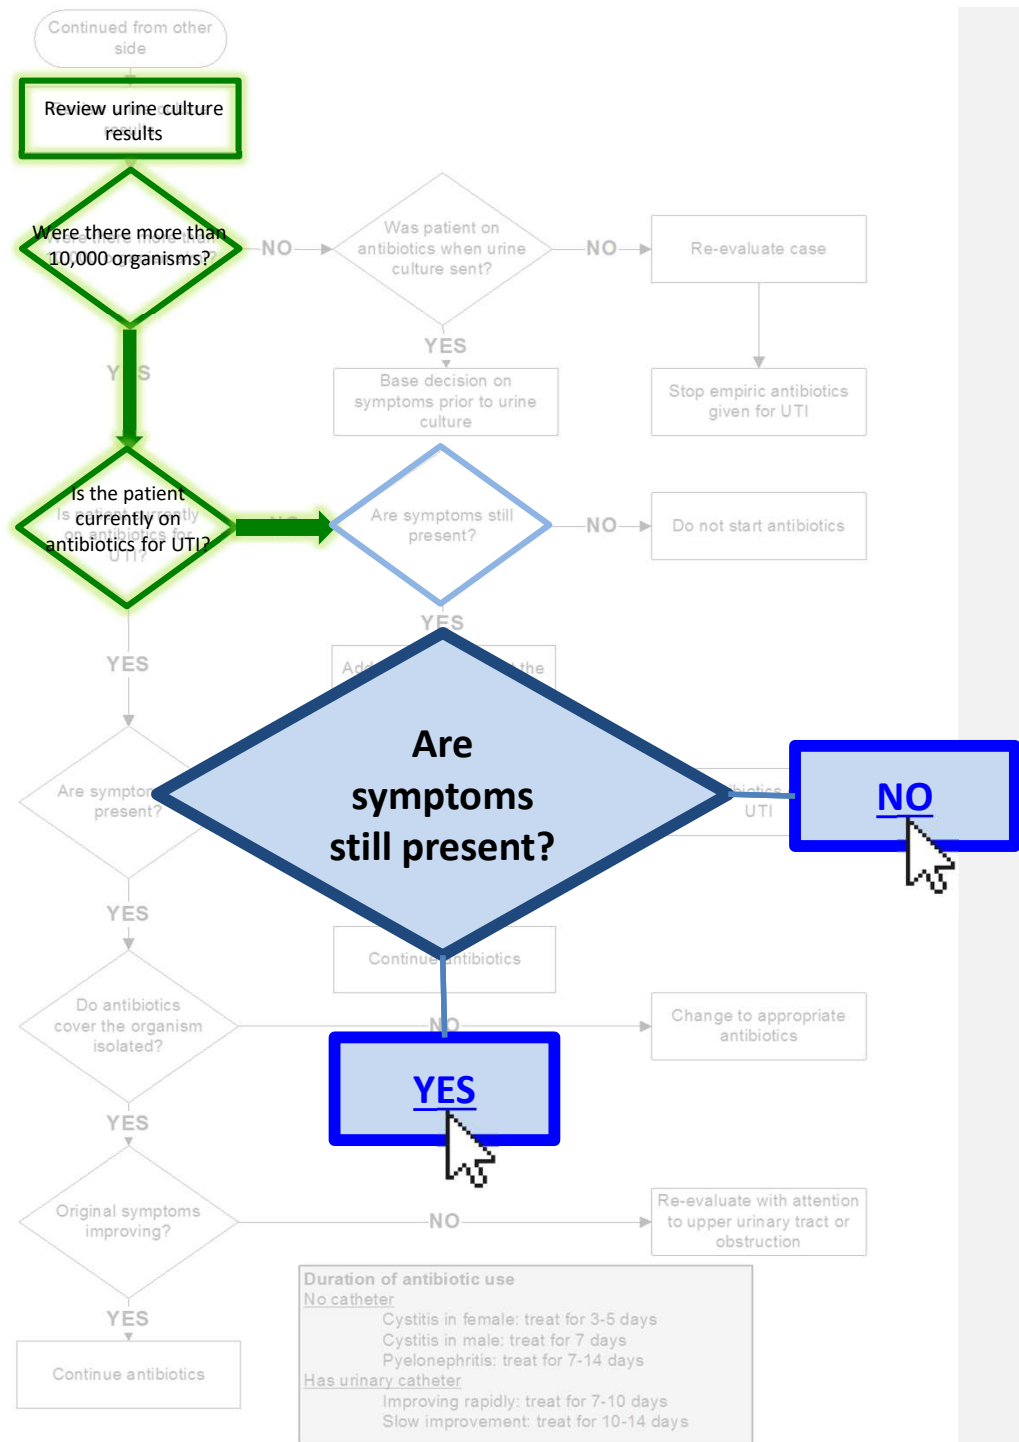 Continued from other
side
Review urine culture
results
Were there more than
10,000 organisms?
NO
Was patient on
antibiotics when urine
culture sent?
NO
Re-evaluate case
YES
YES
Base decision on
symptoms prior to urine
culture
Stop empiric antibiotics
given for UTI
Is the patient
currently on
antibiotics for UTI?
Are symptoms still
present?
NO
Do not start antibiotics
YES
YES
the
Are
symptoms
still present?
Are
present?
UTI
NO
YES
Continue antibiotics
Do antibiotics
cover the organism
isolated?
NO
Change to appropriate
antibiotics
YES
YES
Original symptoms
improving?
NO
Re-evaluate with attention
to upper urinary tract or
obstruction
YES
Continue antibiotics
Duration of antibiotic use
No catheter
Cystitis in female: treat for 3-5 days
Cystitis in male: treat for 7 days
Pyelonephritis: treat for 7-14 days
Has urinary catheter
Improving rapidly: treat for 7-10 days
Slow improvement: treat for 10-14 days